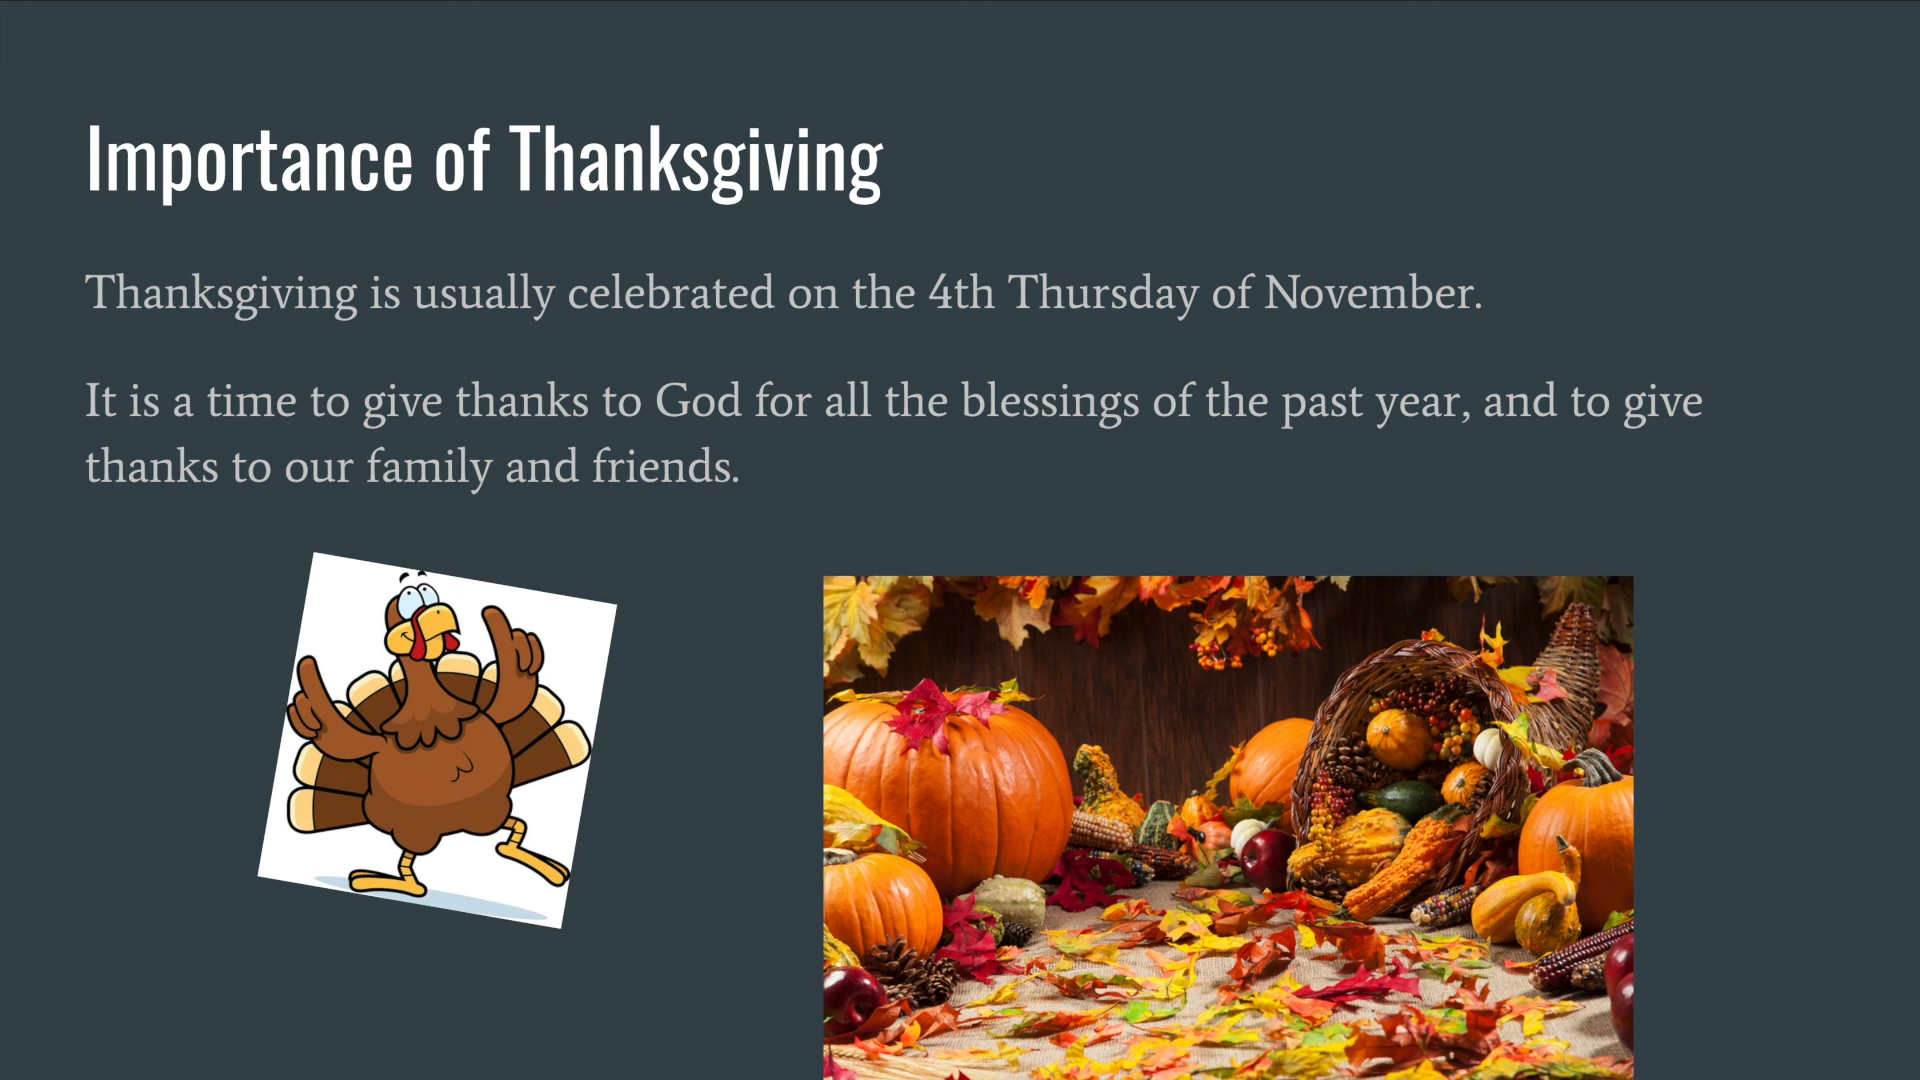 Importance of Thanksgiving
Thanksgiving is usually celebrated on the 4th Thursday of November.
It is a time to give thanks to God for all the blessings of the past year, and to give
thanks to our family and friends.